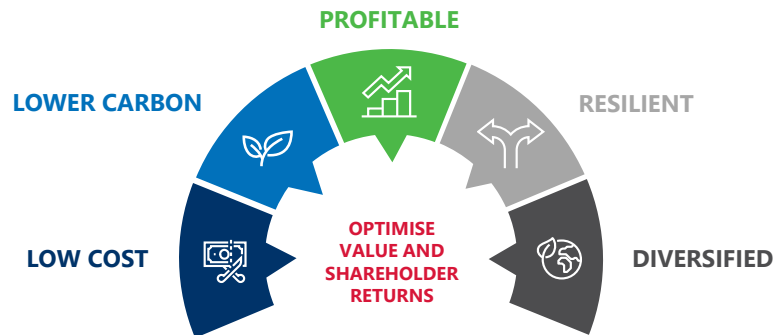 PROFITABLE
LOWER CARBON
RESILIENT
LOW COST
OPTIMISE
VALUE AND
SHAREHOLDER
RETURNS
DIVERSIFIED